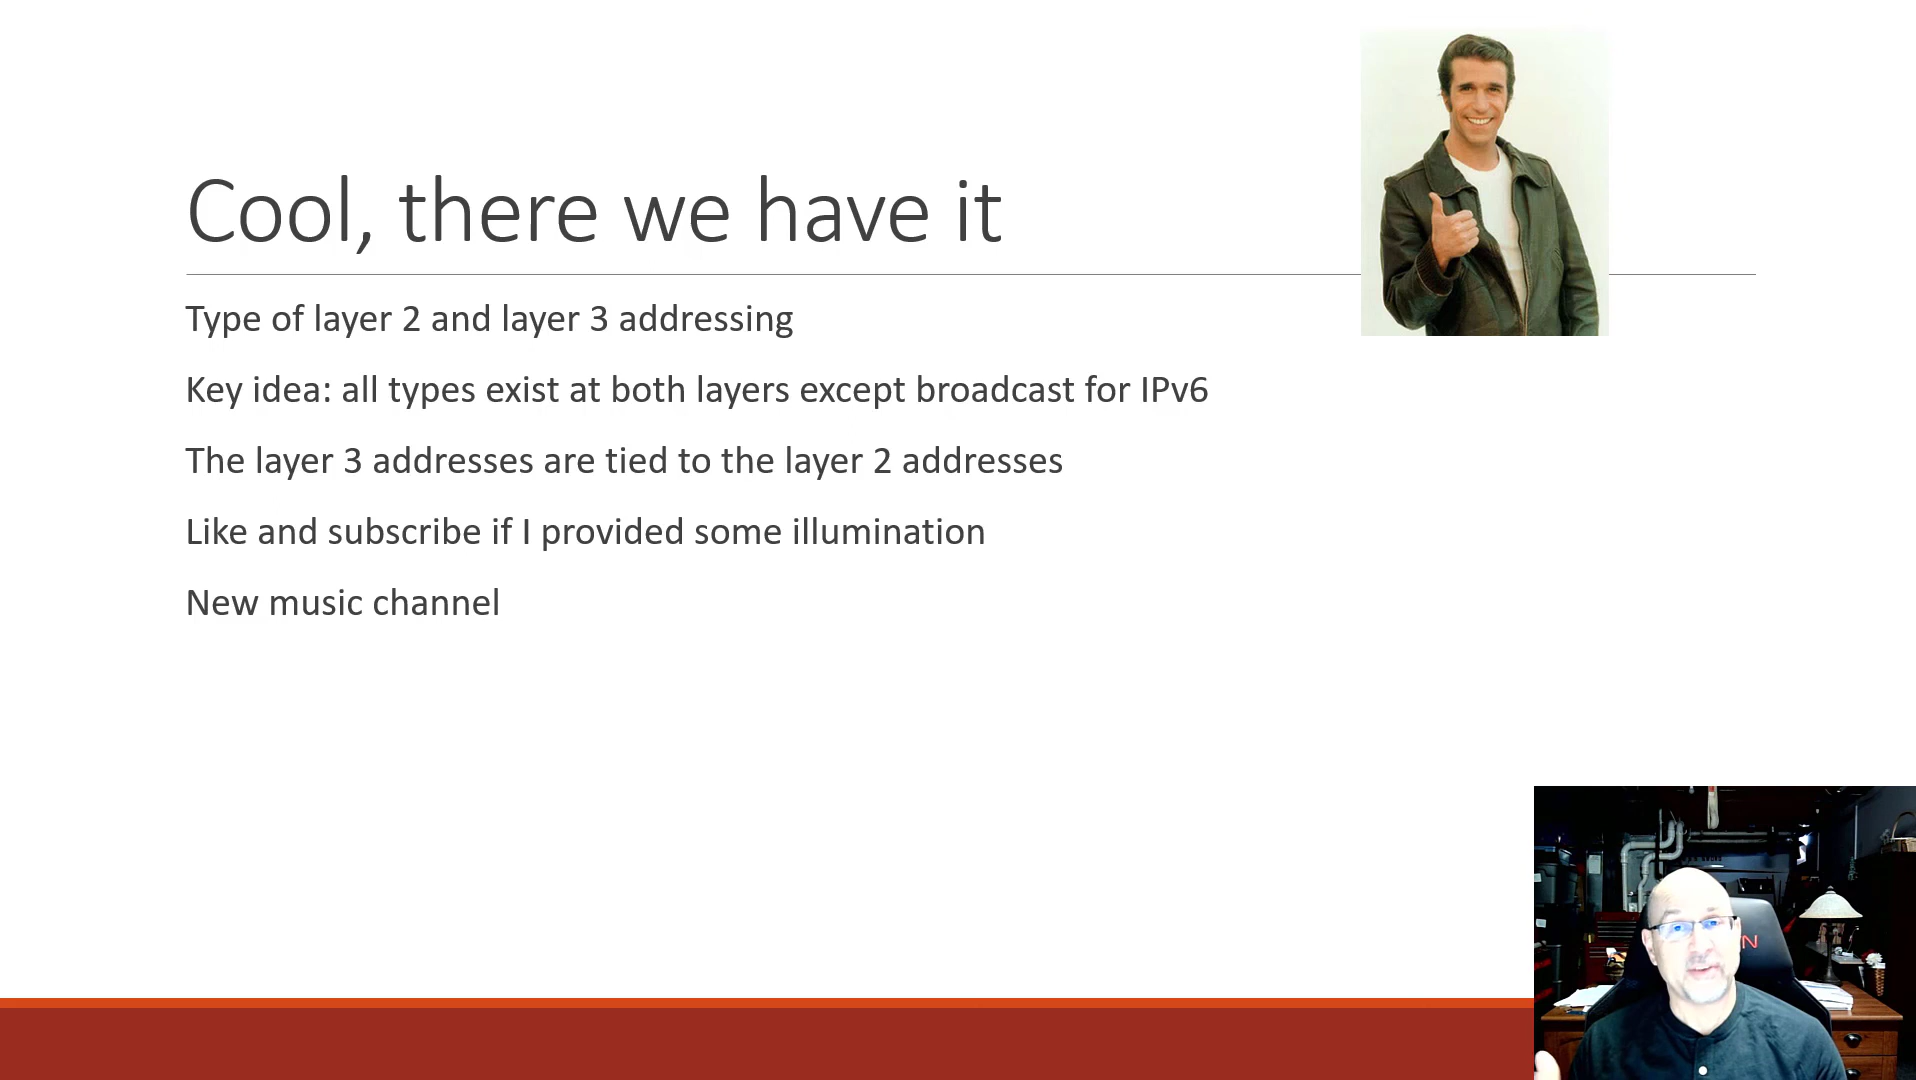 Cool, there we have it
Type of layer 2 and layer 3 addressing
Key idea: all types exist at both layers except broadcast for IPv6
The layer 3 addresses are tied to the layer 2 addresses
Like and subscribe if I provided some illumination
New music channel
N